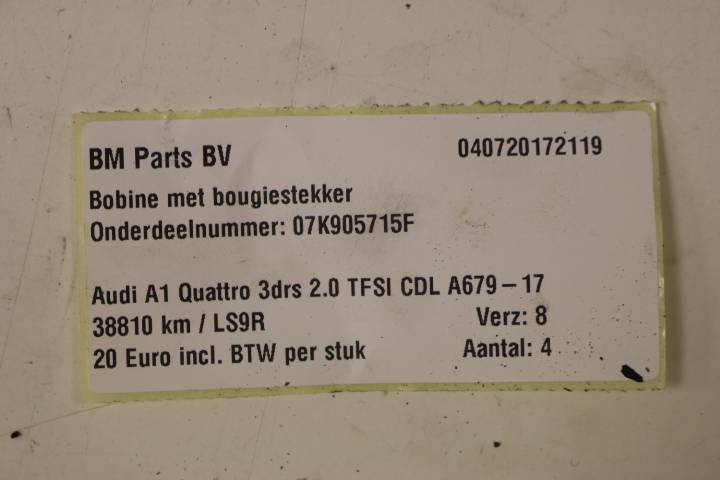 BM Parts BV 040720172119
Bobine met bougiestekker
Onderdeelnummer: 07K905715F
Audi A1 Quattro 3drs 2.0 TFSI CDL A679-17
38810 km / LS9R Verz: 8
20 Euro incl. BTW per stuk Aantal: 4